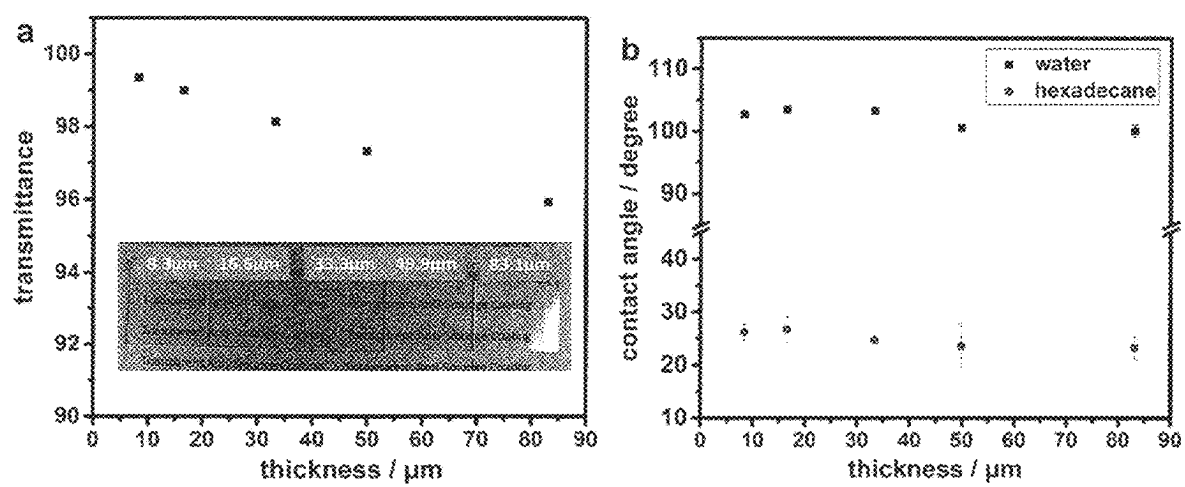 a
100
98
96
94
92
90
transmittance
0 10 20 30 40 50 60 70 80 90
thickness / μm
b
110
100
90
40
30
20
10
contact angle / degree
water
hexadecane
0 10 20 30 40 50 60 70 80 90
thickness / μm